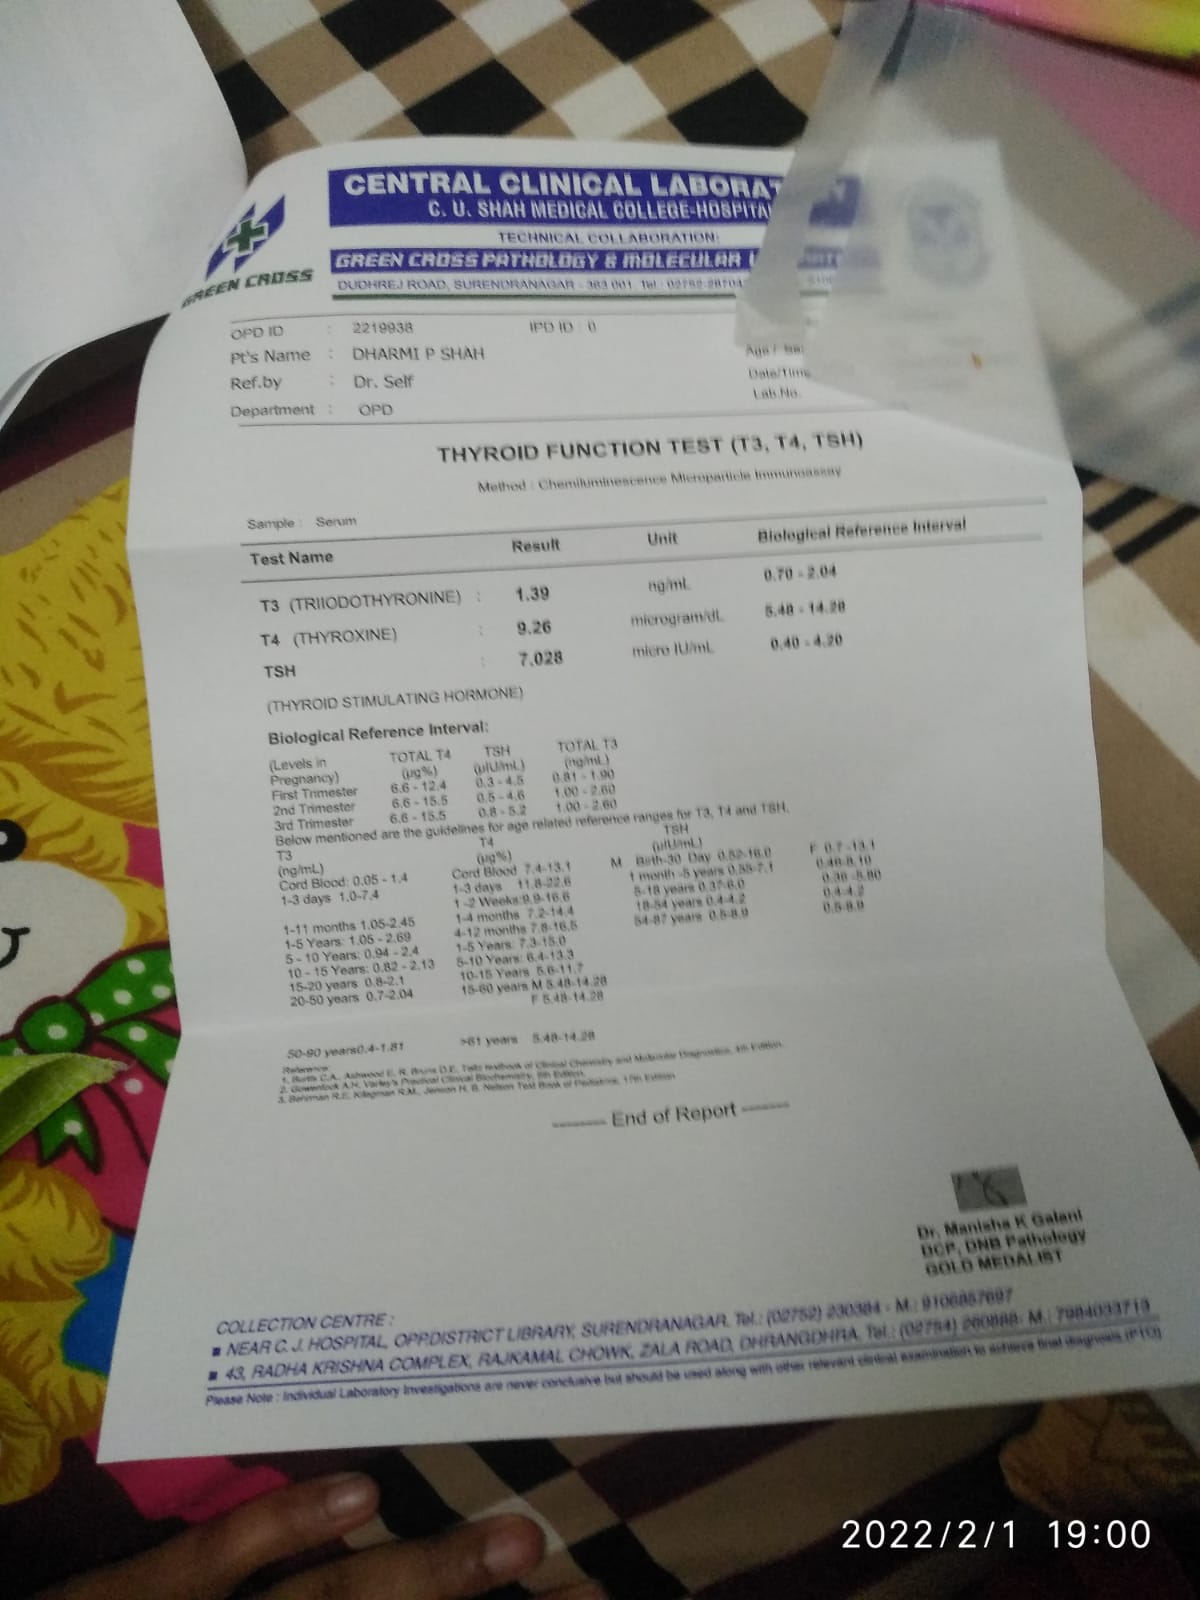 CENTRAL CLINICAL LABORAT
C. U. SHAH MEDICAL COLLEGE-HOSPITA
TECHNICAL COLLABORATION:
GREEN CROSS PATHOLOGY & MOLECULAR
GREEN CROSS
DUDHREJ ROAD, SURENDRANAGAR - 363 001. Tel : 02752-
OPD ID : 2219938 IPD ID : 0
Pt's Name : DHARMI P SHAH Age /
Ref.by : Dr. Self Date/Time
Department : OPD Lab.No.
THYROID FUNCTION TEST (T3, T4, TSH)
Method : Chemiluminescence Microparticle Immunoassay
Sample : Serum
Test Name Result Unit Biological Reference Interval
T3 (TRIIODOTHYRONINE) : 1.39 ng/mL 0.70 - 2.04
T4 (THYROXINE) : 9.26 microgram/dL 5.48 - 14.28
TSH : 7.028 micro IU/mL 0.40 - 4.20
(THYROID STIMULATING HORMONE)
Biological Reference Interval:
(Levels in Pregnancy) TOTAL T4 (µg%) TSH (µIU/mL) TOTAL T3 (ng/mL)
First Trimester 6.6 - 12.4 0.3 - 4.5 0.81 - 1.90
2nd Trimester 6.6 - 15.5 0.5 - 4.6 1.00 - 2.60
3rd Trimester 6.6 - 15.5 0.8 - 5.2 1.00 - 2.60
Below mentioned are the guidelines for age related reference ranges for T3, T4 and TSH.
T3 T4 TSH
(ng/mL) (µg%) (µIU/mL)
Cord Blood: 0.05 - 1.4 Cord Blood 7.4-13.1 M Birth-30 Day 0.52-16.0 F 0.7-13.1
1-3 days 1.0-7.4 1-3 days 11.8-22.6 1 month -5 years 0.55-7.1 0.46-8.10
1 -2 Weeks:9.9-16.6 5-18 years 0.37-6.0 0.36 -5.80
1-11 months 1.05-2.45 1-4 months 7.2-14.4 18-54 years 0.4-4.2 0.4-4.2
1-5 Years: 1.05 - 2.69 4-12 months 7.8-16.5 54-87 years 0.5-8.9 0.5-8.9
5 - 10 Years: 0.94 - 2.4 1-5 Years: 7.3-15.0
10 - 15 Years: 0.82 - 2.13 5-10 Years: 6.4-13.3
15-20 years 0.8-2.1 10-15 Years 5.6-11.7
20-50 years 0.7-2.04 15-60 years M 5.48-14.28
F 5.48-14.28
50-90 years0.4-1.81 >61 years 5.48-14.28
Reference:
1. Burtis C.A., Ashwood E. R. Bruns D.E. Teitz textbook of Clinical Chemistry and Molecular Diagnostics, 4th Edition.
2. Gowenlock A.H. Varley's Practical Clinical Biochemistry, 6th Edition.
3. Behrman R.E. Kliegman R.M., Jenson H. B. Nelson Text Book of Pediatrics, 17th Edition
------- End of Report -------
Dr. Manisha K Galani
DCP, DNB Pathology
GOLD MEDALIST
COLLECTION CENTRE :
■ NEAR C. J. HOSPITAL, OPP.DISTRICT LIBRARY, SURENDRANAGAR. Tel.: (02752) 230384 - M.: 9106857697
■ 43, RADHA KRISHNA COMPLEX, RAJKAMAL CHOWK, ZALA ROAD, DHRANGDHRA. Tel.: (02754) 260888- M.: 7984033713
Please Note : Individual Laboratory Investigations are never conclusive but should be used along with other relevant clinical examination to achieve final diagnosis (PTO)
2022/2/1 19:00